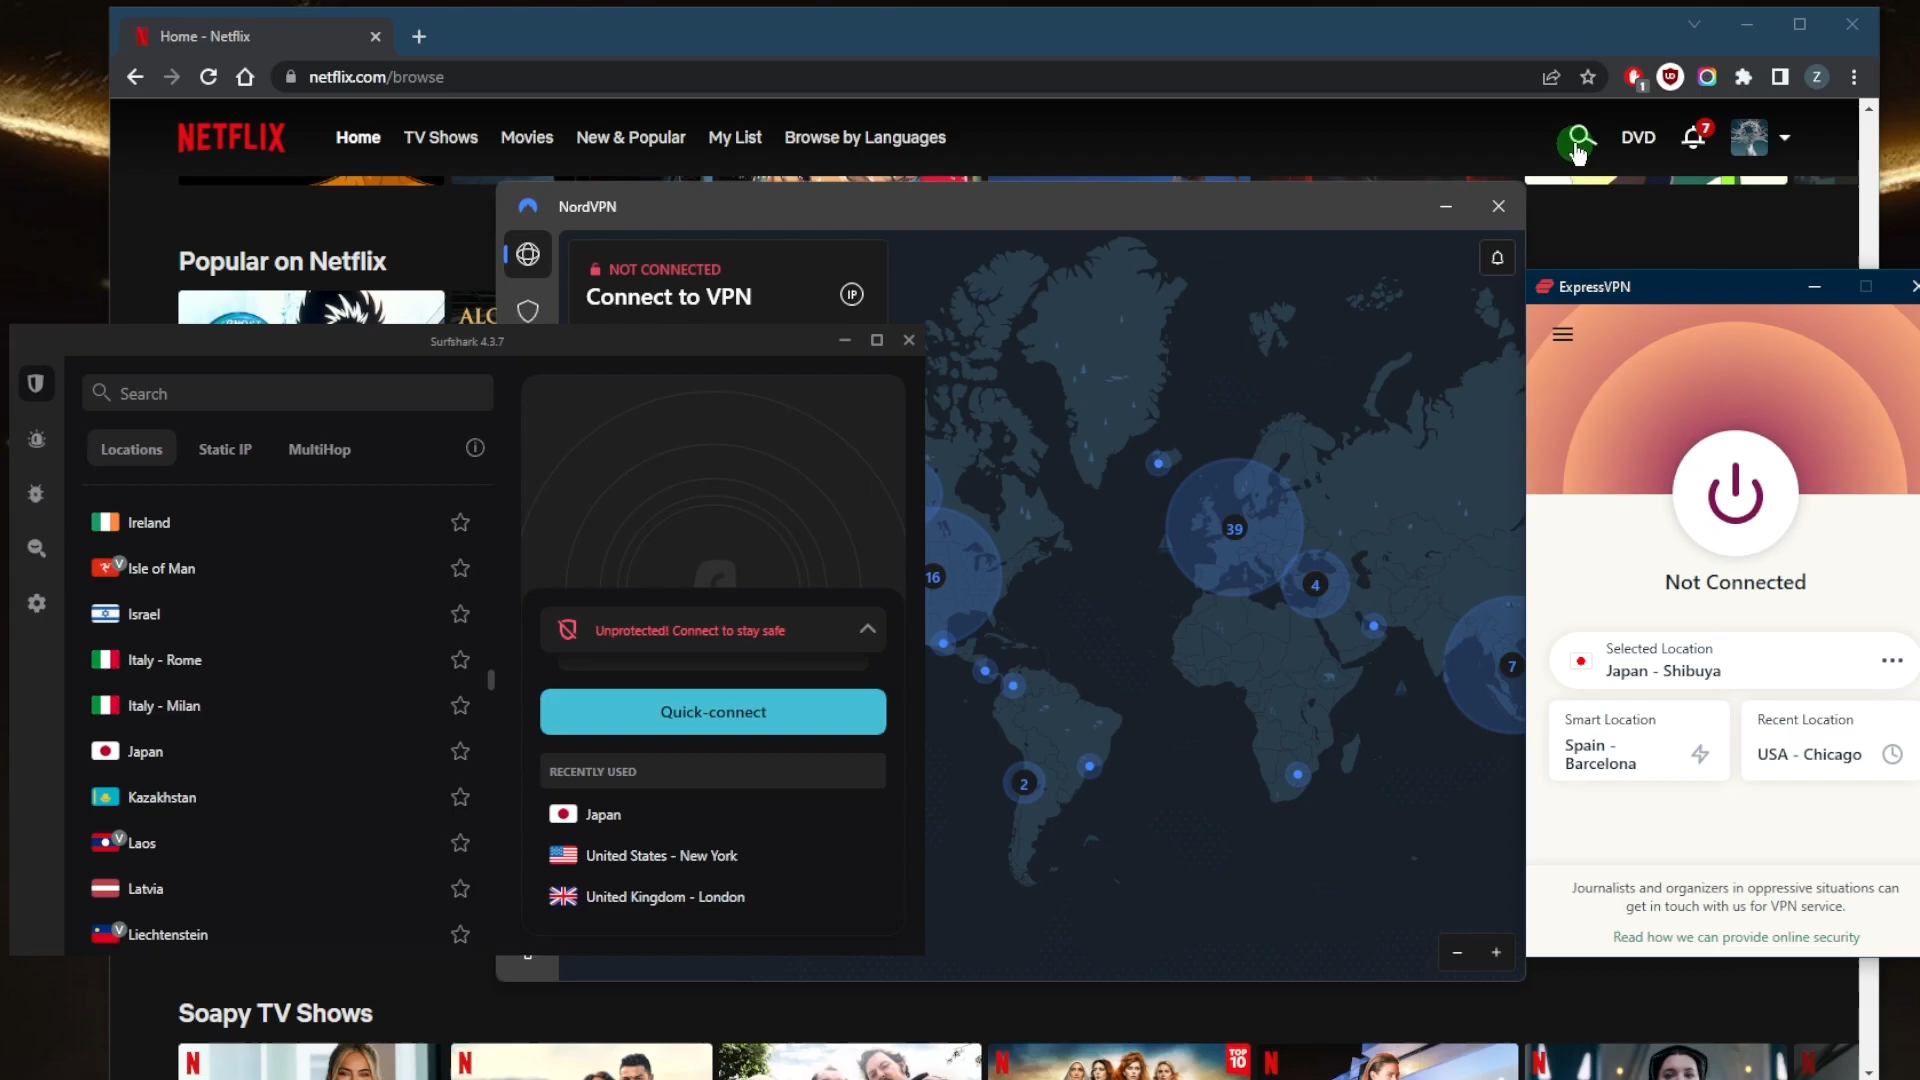 Home - Netflix
netflix.com/browse
1
Z
NETFLIX
Home
TV Shows
Movies
New & Popular
My List
Browse by Languages
DVD
7
Popular on Netflix
NordVPN
NOT CONNECTED
Connect to VPN
IP
39
16
4
7
2
Surfshark 4.3.7
Search
Locations
Static IP
MultiHop
Ireland
V Isle of Man
Israel
Italy - Rome
Italy - Milan
Japan
Kazakhstan
V Laos
Latvia
V Liechtenstein
Unprotected! Connect to stay safe
Quick-connect
RECENTLY USED
Japan
United States - New York
United Kingdom - London
ExpressVPN
Not Connected
Selected Location
Japan - Shibuya
Smart Location
Spain -
Barcelona
Recent Location
USA - Chicago
Journalists and organizers in oppressive situations can
get in touch with us for VPN service.
Read how we can provide online security
Soapy TV Shows
N
N
N
TOP
10
N
N